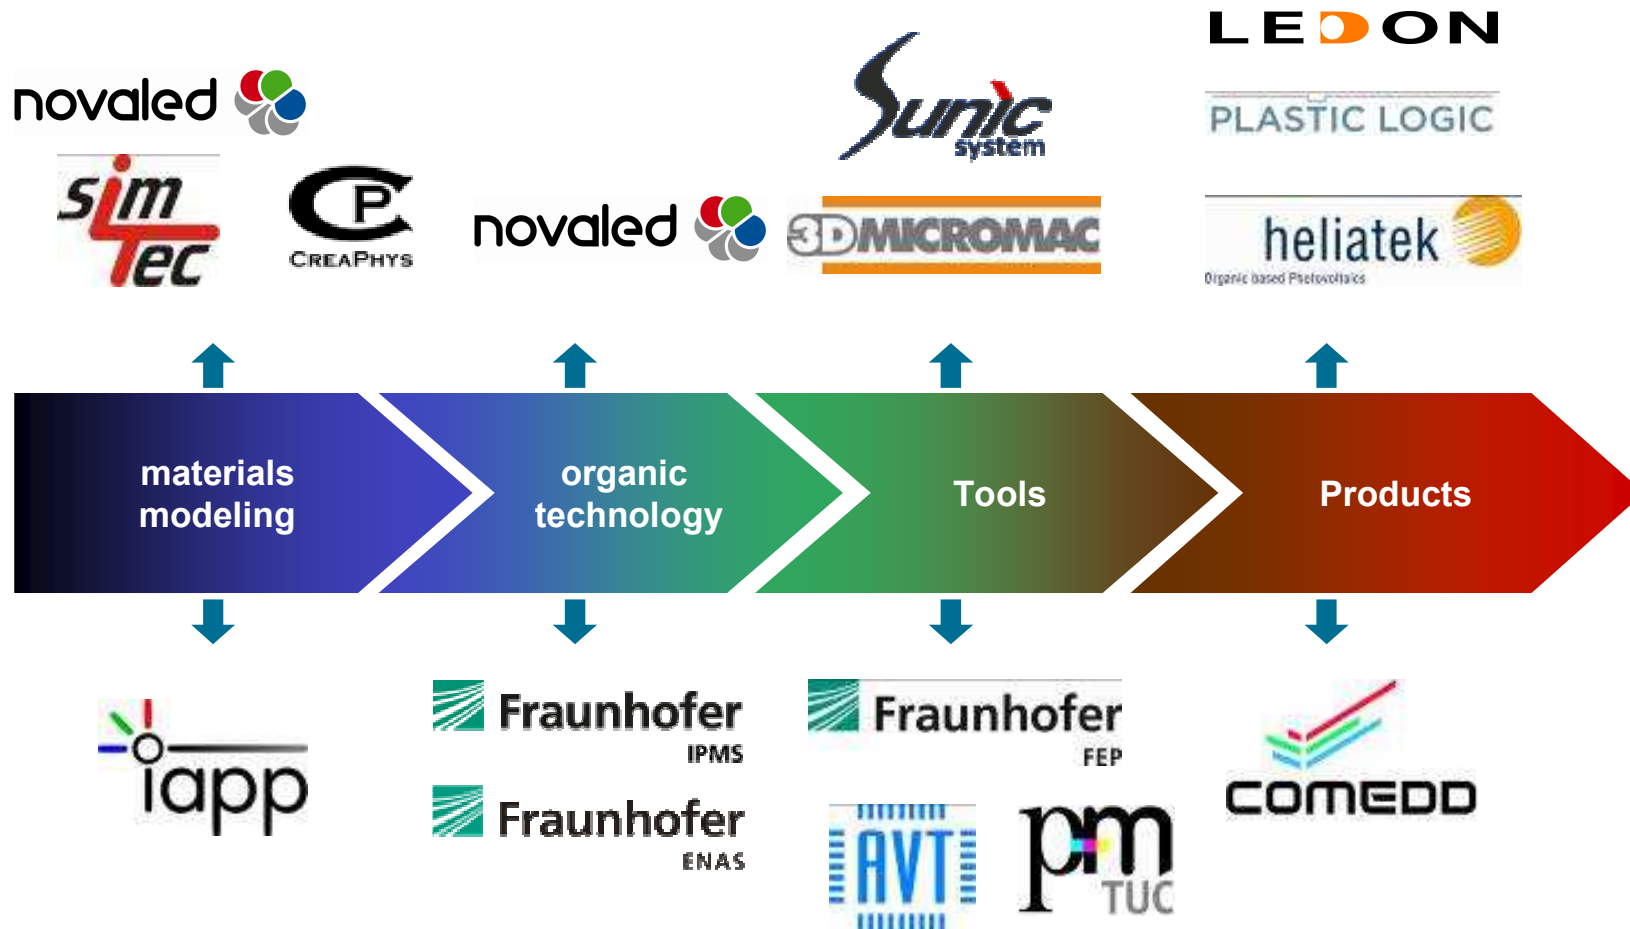 LEDON
novaled
Sunic
system
PLASTIC LOGIC
sim
Tec
CP
CREAPHYS
novaled
3DMICROMAC
heliatek
Organic based Photovoltaics
materials
modeling
organic
technology
Tools
Products
iapp
Fraunhofer
IPMS
Fraunhofer
FEP
COMEDD
Fraunhofer
ENAS
AVT
pm
TUC